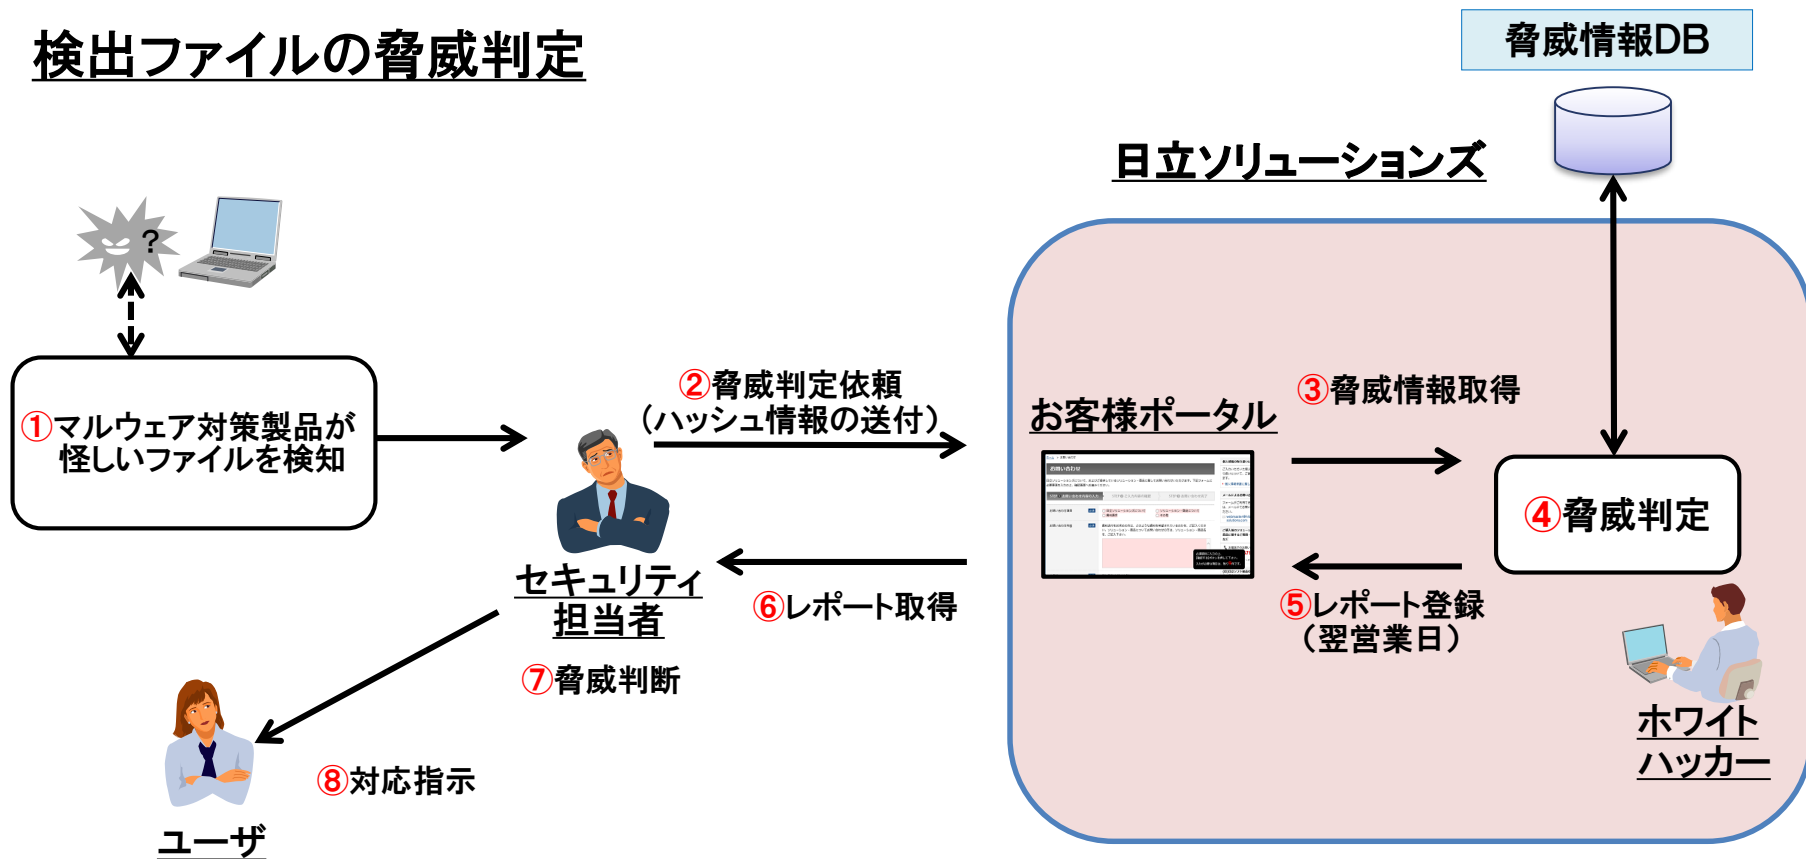 検出ファイルの脅威判定
脅威情報DB
日立ソリューションズ
?
①マルウェア対策製品が
怪しいファイルを検知
②脅威判定依頼
（ハッシュ情報の送付）
お客様ポータル
③脅威情報取得
お問い合わせ
④脅威判定
セキュリティ
担当者
⑥レポート取得
⑤レポート登録
（翌営業日）
⑦脅威判断
ホワイト
ハッカー
⑧対応指示
ユーザ